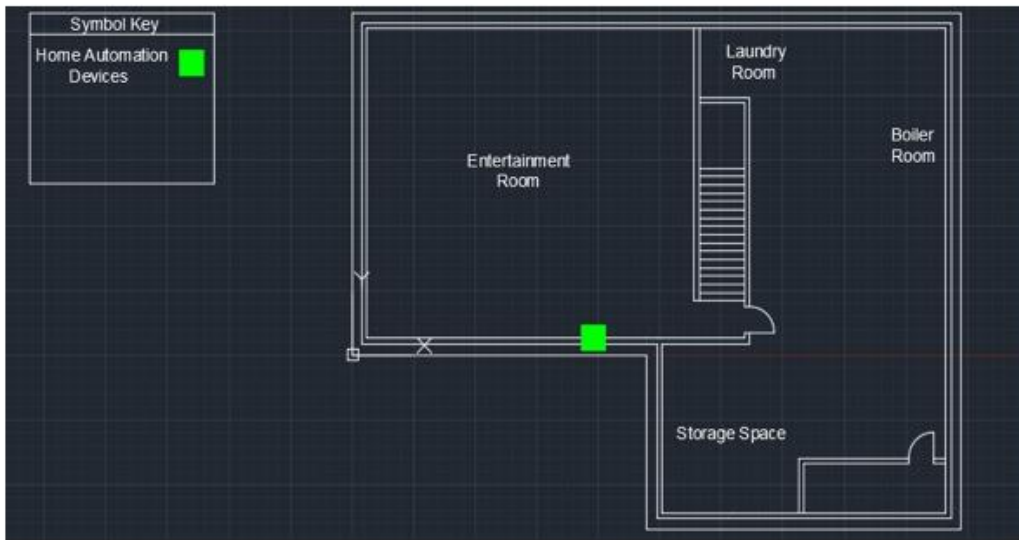 Symbol Key
Home Automation
Devices
Laundry
Room
Boiler
Room
Entertainment
Room
Storage Space